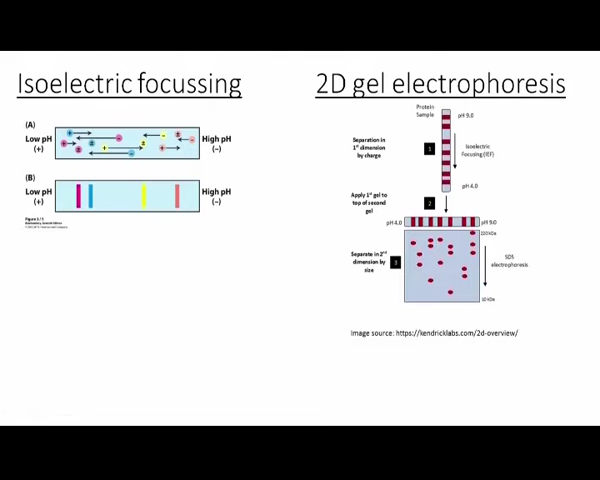 Isoelectric focussing
(A)
Low pH
(+)
High pH
(−)
(B)
Low pH
(+)
High pH
(−)
2D gel electrophoresis
Protein
Sample
pH 9.0
Separation in
1st dimension
by charge
1
Isoelectric
Focusing (IEF)
pH 4.0
Apply 1st gel to
top of second
gel
2
pH 4.0
pH 9.0
Separate in 2nd
dimension by
size
3
SDS
electrophoresis
10 kDa
Image source: https://kendricklabs.com/2d-overview/